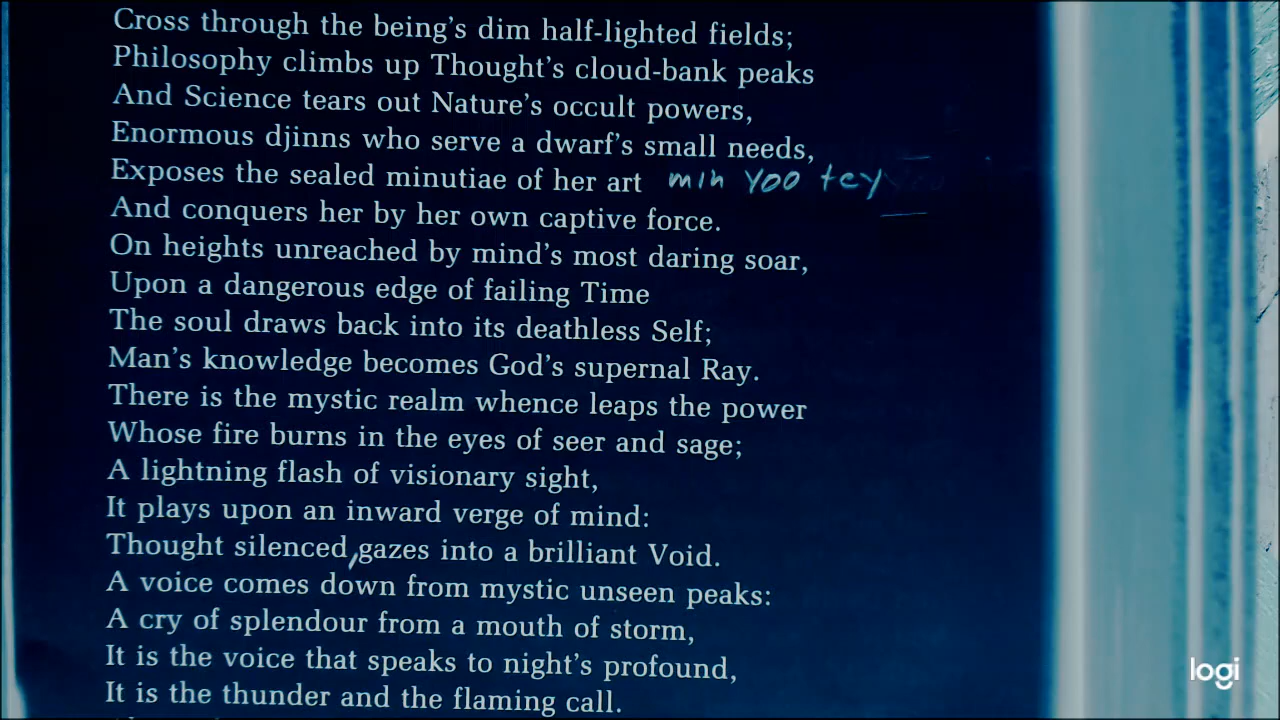 Cross through the being's dim half-lighted fields;
Philosophy climbs up Thought's cloud-bank peaks
And Science tears out Nature's occult powers,
Enormous djinns who serve a dwarf's small needs,
Exposes the sealed minutiae of her art min YOO tey
And conquers her by her own captive force.
On heights unreached by mind's most daring soar,
Upon a dangerous edge of failing Time
The soul draws back into its deathless Self;
Man's knowledge becomes God's supernal Ray.
There is the mystic realm whence leaps the power
Whose fire burns in the eyes of seer and sage;
A lightning flash of visionary sight,
It plays upon an inward verge of mind:
Thought silenced, gazes into a brilliant Void.
A voice comes down from mystic unseen peaks:
A cry of splendour from a mouth of storm,
It is the voice that speaks to night's profound,
It is the thunder and the flaming call.
logi